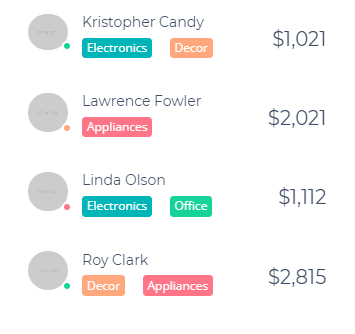 Kristopher Candy
Electronics Decor
$1,021
Lawrence Fowler
Appliances
$2,021
Linda Olson
Electronics Office
$1,112
Roy Clark
Decor Appliances
$2,815